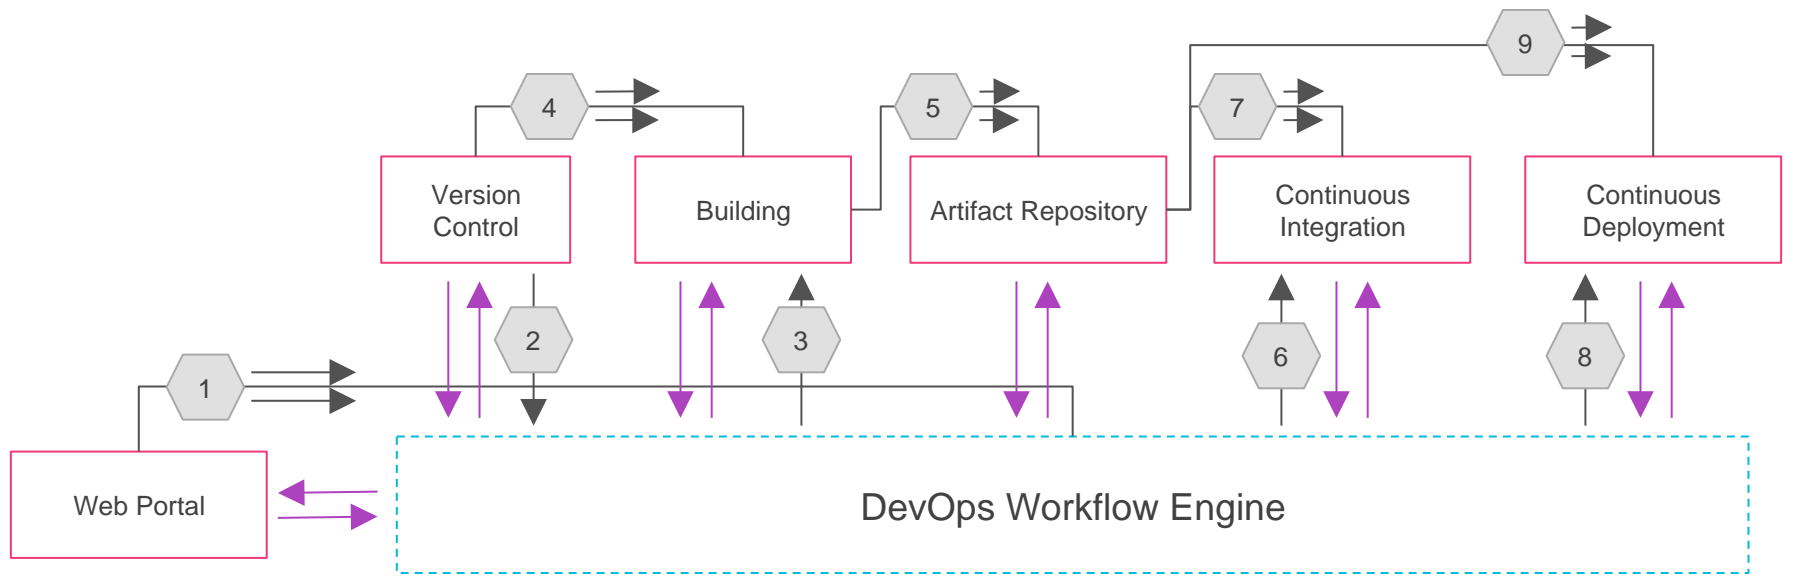 9
4
5
7
Version
Control
Building
Artifact Repository
Continuous
Integration
Continuous
Deployment
2
3
6
8
1
Web Portal
DevOps Workflow Engine